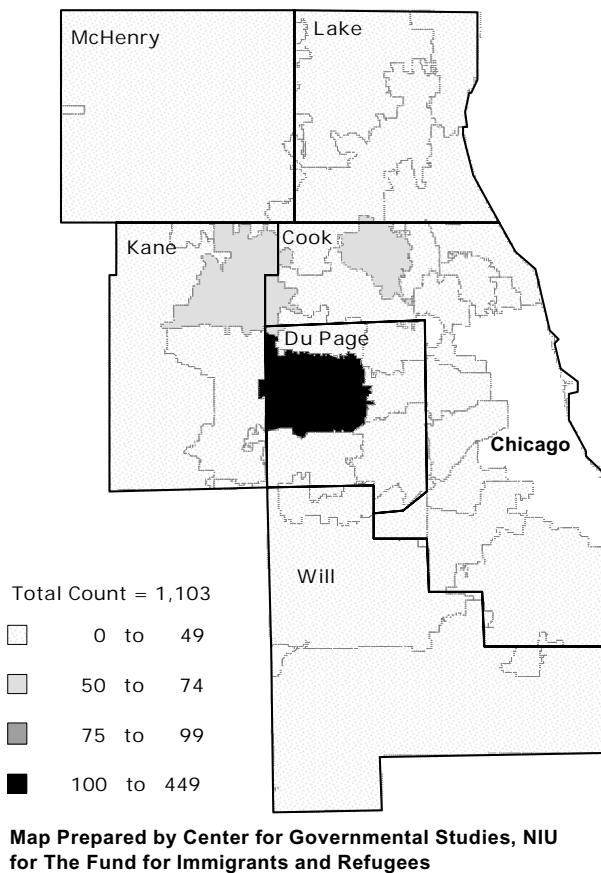 McHenry
Lake
Kane
Cook
Du Page
Chicago
Will
Total Count = 1,103
0 to 49
50 to 74
75 to 99
100 to 449
Map Prepared by Center for Governmental Studies, NIU
for The Fund for Immigrants and Refugees